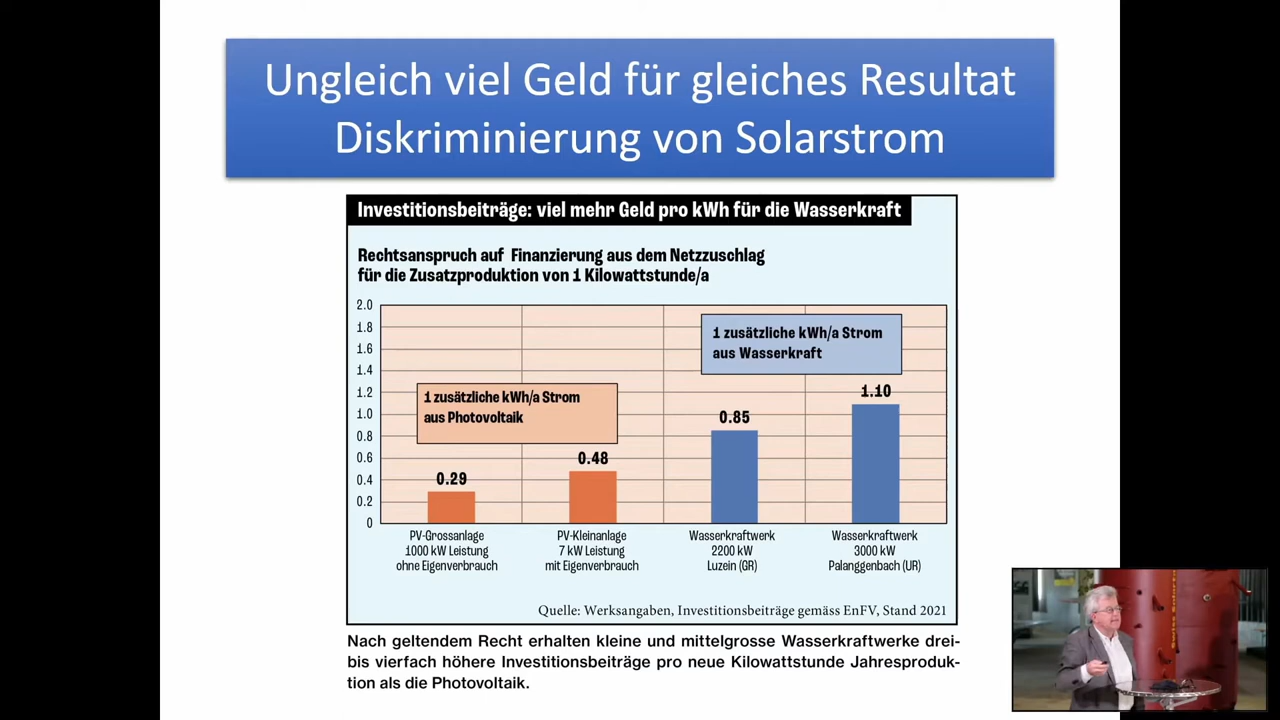 Ungleich viel Geld für gleiches Resultat
Diskriminierung von Solarstrom
Investitionsbeiträge: viel mehr Geld pro kWh für die Wasserkraft
Rechtsanspruch auf Finanzierung aus dem Netzzuschlag
für die Zusatzproduktion von 1 Kilowattstunde/a
2.0
1.8
1.6
1.4
1.2
1.0
0.8
0.6
0.4
0.2
0
1 zusätzliche kWh/a Strom
aus Photovoltaik
1 zusätzliche kWh/a Strom
aus Wasserkraft
0.29
0.48
0.85
1.10
PV-Grossanlage
1000 kW Leistung
ohne Eigenverbrauch
PV-Kleinanlage
7 kW Leistung
mit Eigenverbrauch
Wasserkraftwerk
2200 kW
Luzein (GR)
Wasserkraftwerk
3000 kW
Palanggenbach (UR)
Quelle: Werksangaben, Investitionsbeiträge gemäss EnFV, Stand 2021
Nach geltendem Recht erhalten kleine und mittelgrosse Wasserkraftwerke drei-
bis vierfach höhere Investitionsbeiträge pro neue Kilowattstunde Jahresproduk-
tion als die Photovoltaik.